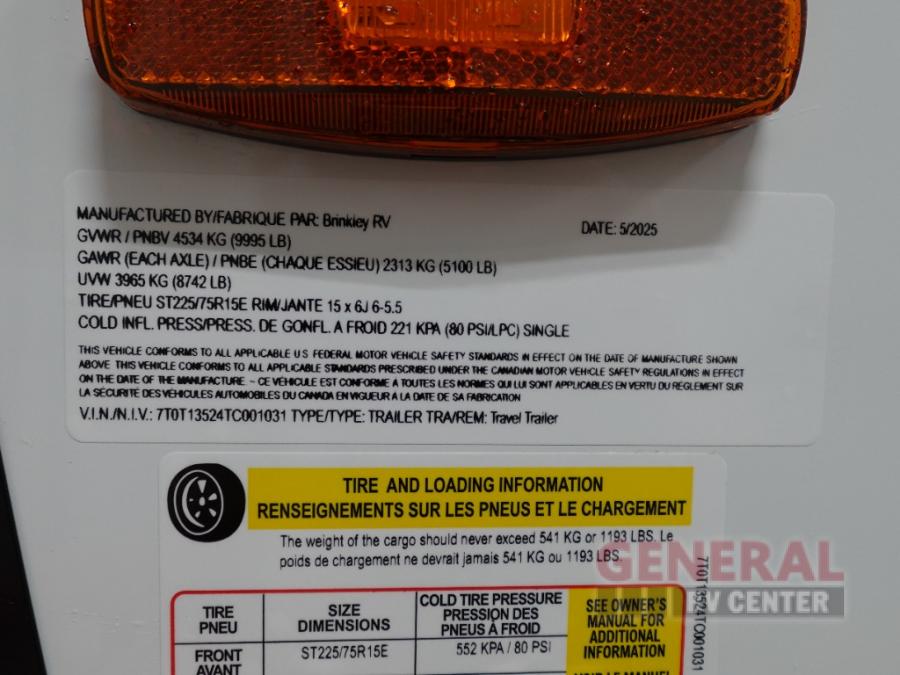 MANUFACTURED BY/FABRIQUE PAR: Brinkley RV
DATE: 5/2025
GVWR / PNBV 4534 KG (9995 LB)
GAWR (EACH AXLE) / PNBE (CHAQUE ESSIEU) 2313 KG (5100 LB)
UVW 3965 KG (8742 LB)
TIRE/PNEU ST225/75R15E RIM/JANTE 15 x 6J 6-5.5
COLD INFL. PRESS/PRESS. DE GONFL. A FROID 221 KPA (80 PSI/LPC) SINGLE
THIS VEHICLE CONFORMS TO ALL APPLICABLE U S FEDERAL MOTOR VEHICLE SAFETY STANDARDS IN EFFECT ON THE DATE OF MANUFACTURE SHOWN
ABOVE THIS VEHICLE CONFORMS TO ALL APPLICABLE STANDARDS PRESCRIBED UNDER THE CANADIAN MOTOR VEHICLE SAFETY REGULATIONS IN EFFECT
ON THE DATE OF THE MANUFACTURE - CE VEHICULE EST CONFORME A TOUTES LES NORMES QUI LUI SONT APPLICABLES EN VERTU DU RÈGLEMENT SUR
LA SÉCURITÉ DES VÉHICULES AUTOMOBILES DU CANADA EN VIGUEUR À LA DATE DE SA FABRICATION
V.I.N./N.I.V.: 7T0T13524TC001031 TYPE/TYPE: TRAILER TRA/REM: Travel Trailer
TIRE AND LOADING INFORMATION
RENSEIGNEMENTS SUR LES PNEUS ET LE CHARGEMENT
The weight of the cargo should never exceed 541 KG or 1193 LBS. Le
poids de chargement ne devrait jamais 541 KG ou 1193 LBS.
TIRE
PNEU
SIZE
DIMENSIONS
COLD TIRE PRESSURE
PRESSION DES
PNEUS À FROID
SEE OWNER'S
MANUAL FOR
ADDITIONAL
INFORMATION
FRONT
AVANT
ST225/75R15E
552 KPA / 80 PSI
VOIR LE MANUEL
7T0T13524TC001031
GENERAL
RV CENTER